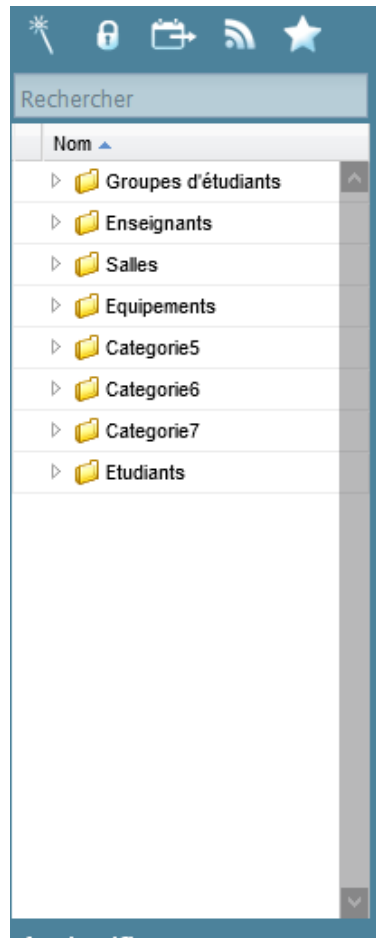 Rechercher
Nom
Groupes d'étudiants
Enseignants
Salles
Equipements
Categorie5
Categorie6
Categorie7
Etudiants